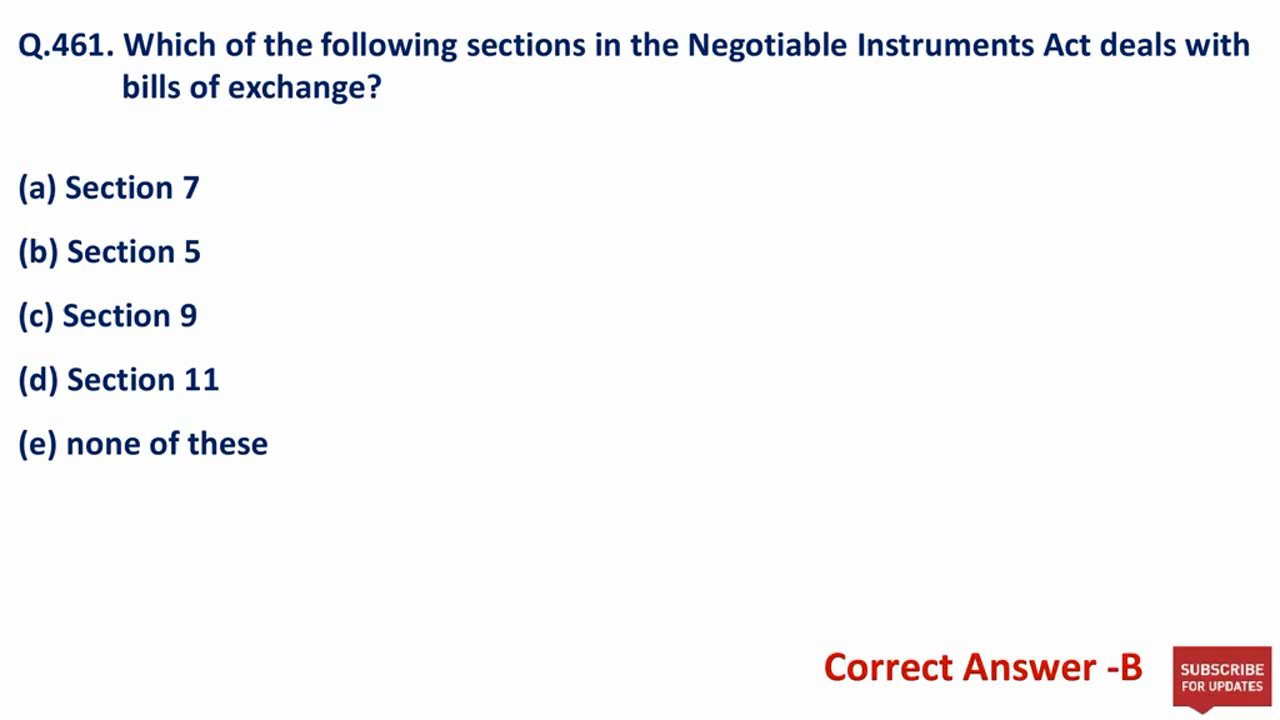 Q.461. Which of the following sections in the Negotiable Instruments Act deals with
bills of exchange?
(a) Section 7
(b) Section 5
(c) Section 9
(d) Section 11
(e) none of these
Correct Answer -B
SUBSCRIBE
FOR UPDATES